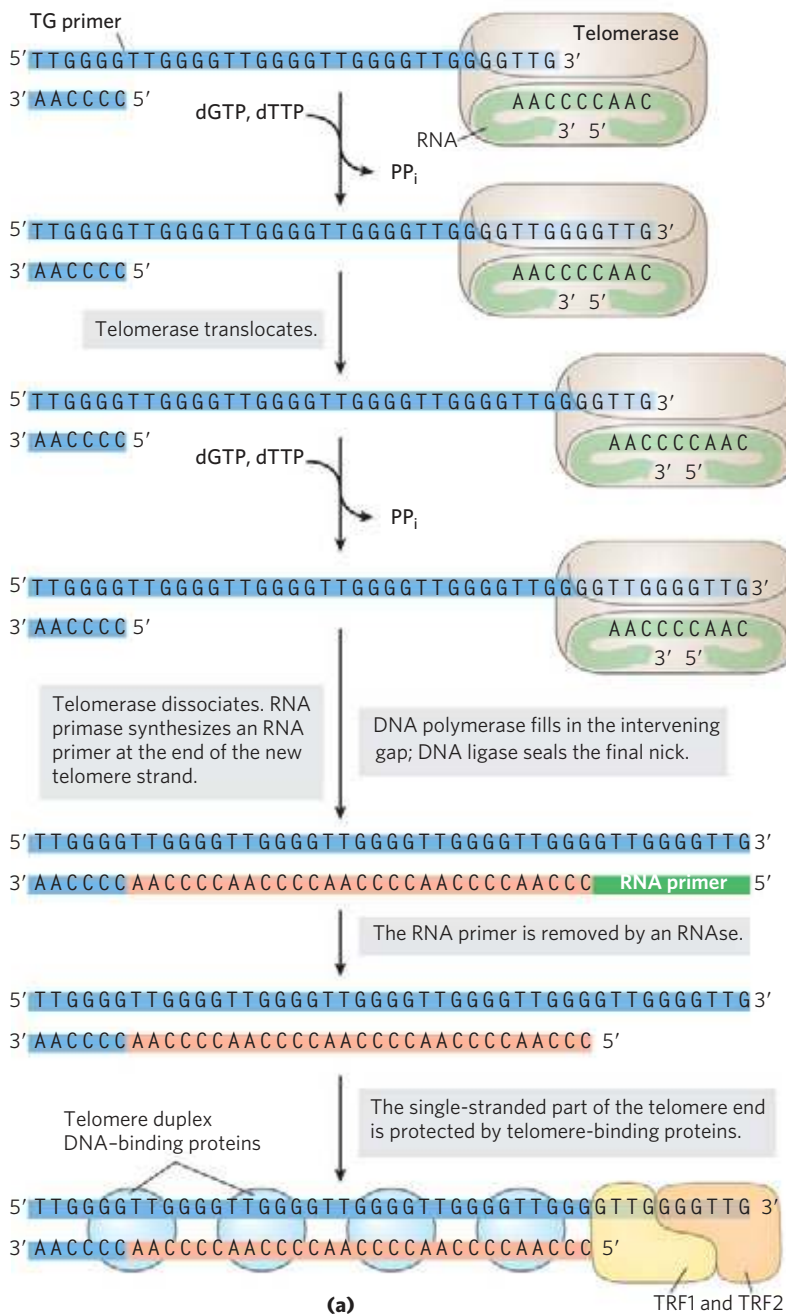 TG primer
Telomerase
5′ TTGGGGTTGGGGTTGGGGTTGGGGTTGGGGTTG 3′
3′ AACCCC 5′
AACCCCAAC
3′ 5′
RNA
dGTP, dTTP
PPi
5′ TTGGGGTTGGGGTTGGGGTTGGGGTTGGGGTTGGGGTTG 3′
3′ AACCCC 5′
AACCCCAAC
3′ 5′
Telomerase translocates.
5′ TTGGGGTTGGGGTTGGGGTTGGGGTTGGGGTTGGGGTTG 3′
3′ AACCCC 5′
AACCCCAAC
3′ 5′
dGTP, dTTP
PPi
5′ TTGGGGTTGGGGTTGGGGTTGGGGTTGGGGTTGGGGTTGGGGTTG 3′
3′ AACCCC 5′
AACCCCAAC
3′ 5′
Telomerase dissociates. RNA
primase synthesizes an RNA
primer at the end of the new
telomere strand.
DNA polymerase fills in the intervening
gap; DNA ligase seals the final nick.
5′ TTGGGGTTGGGGTTGGGGTTGGGGTTGGGGTTGGGGTTGGGGTTG 3′
3′ AACCCCAACCCCAACCCCAACCCCAACCCCAACCC RNA primer 5′
The RNA primer is removed by an RNAse.
5′ TTGGGGTTGGGGTTGGGGTTGGGGTTGGGGTTGGGGTTGGGGTTG 3′
3′ AACCCCAACCCCAACCCCAACCCCAACCCCAACCC 5′
Telomere duplex
DNA–binding proteins
The single-stranded part of the telomere end
is protected by telomere-binding proteins.
5′ TTGGGGTTGGGGTTGGGGTTGGGGTTGGGGTTGGGGTTGGGGTTG 3′
3′ AACCCCAACCCCAACCCCAACCCCAACCCCAACCC 5′
TRF1 and TRF2
(a)